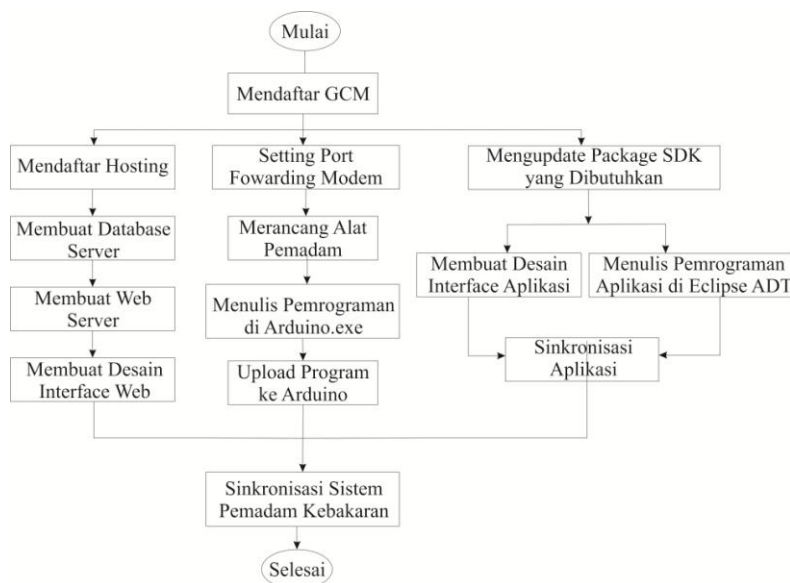 Mulai
Mendaftar GCM
Mendaftar Hosting
Setting Port
Fowarding Modem
Mengupdate Package SDK
yang Dibutuhkan
Membuat Database
Server
Merancang Alat
Pemadam
Membuat Desain
Interface Aplikasi
Menulis Pemrograman
Aplikasi di Eclipse ADT
Membuat Web
Server
Menulis Pemrograman
di Arduino.exe
Sinkronisasi
Aplikasi
Membuat Desain
Interface Web
Upload Program
ke Arduino
Sinkronisasi Sistem
Pemadam Kebakaran
Selesai